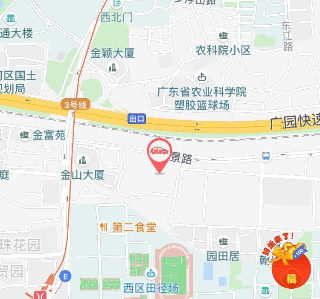 西北门
东江路
通大楼
农科院小区
金颖大厦
区国土
广东省农业科学院
塑胶篮球场
3号线
出口
广园快速
金富苑
景路
庭
金山大厦
第二食堂
珠花园
园田居
贸园
E
西区田径场
福